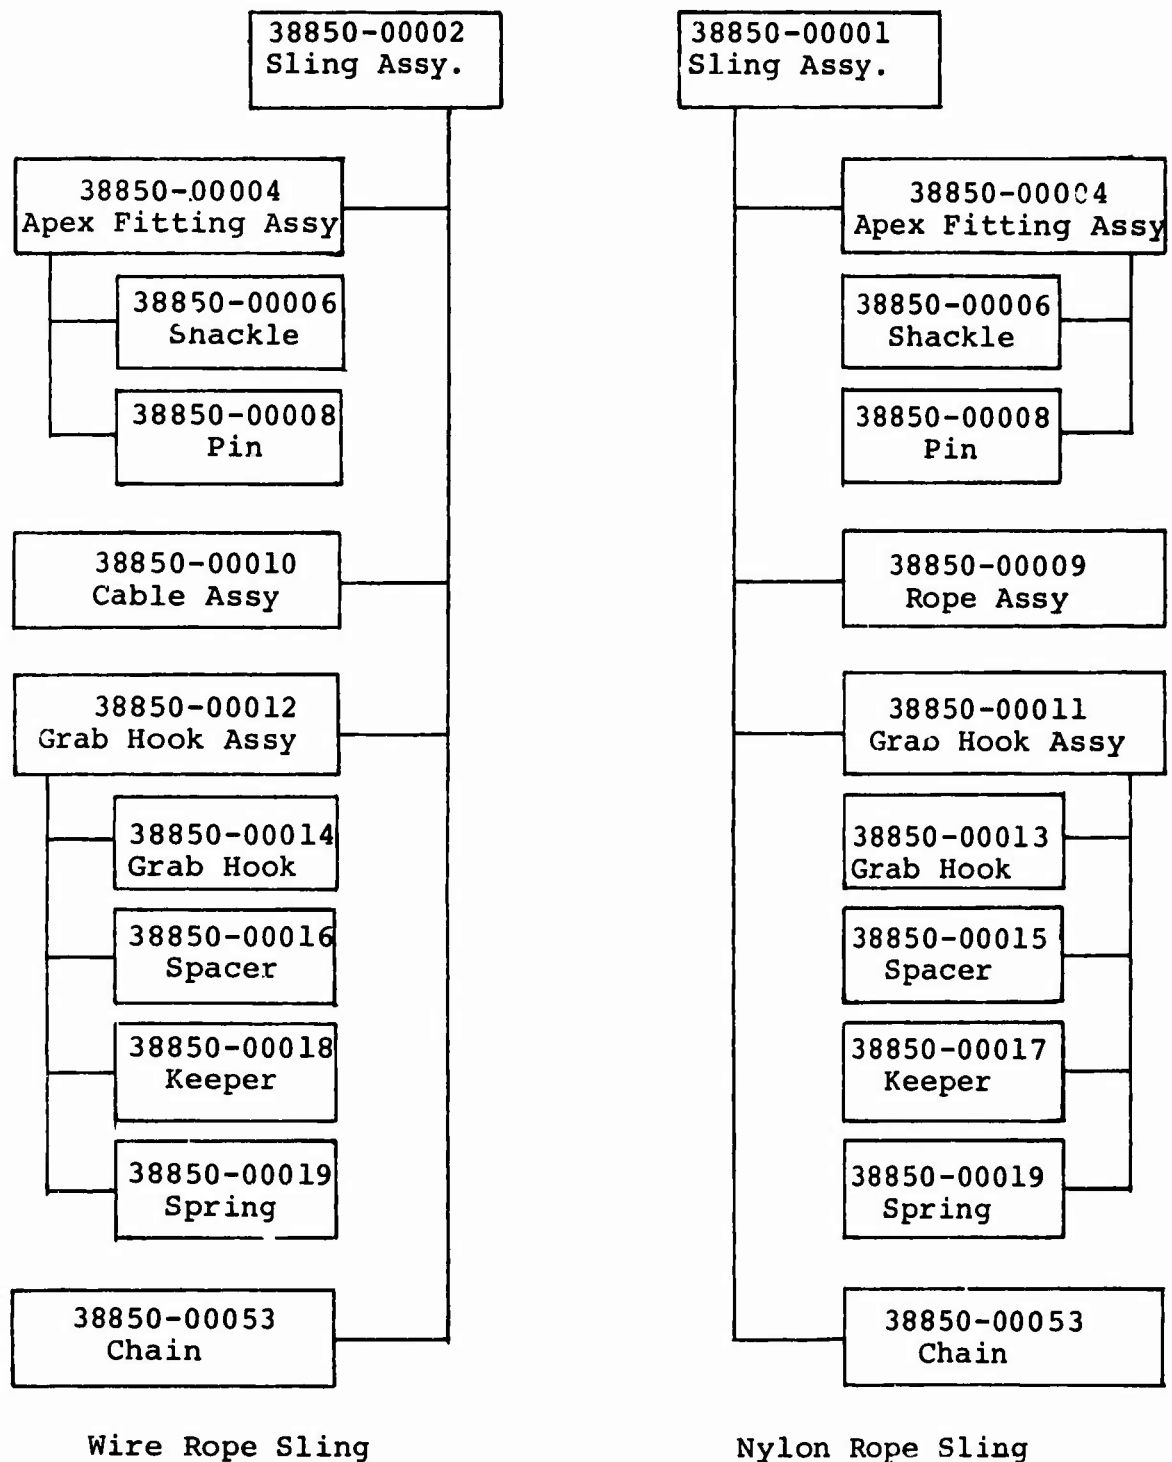 38850-00002
Sling Assy.
38850-00004
Apex Fitting Assy
38850-00006
Shackle
38850-00008
Pin
38850-00010
Cable Assy
38850-00012
Grab Hook Assy
38850-00014
Grab Hook
38850-00016
Spacer
38850-00018
Keeper
38850-00019
Spring
38850-00053
Chain
Wire Rope Sling
38850-00001
Sling Assy.
38850-00004
Apex Fitting Assy
38850-00006
Shackle
38850-00008
Pin
38850-00009
Rope Assy
38850-00011
Grab Hook Assy
38850-00013
Grab Hook
38850-00015
Spacer
38850-00017
Keeper
38850-00019
Spring
38850-00053
Chain
Nylon Rope Sling